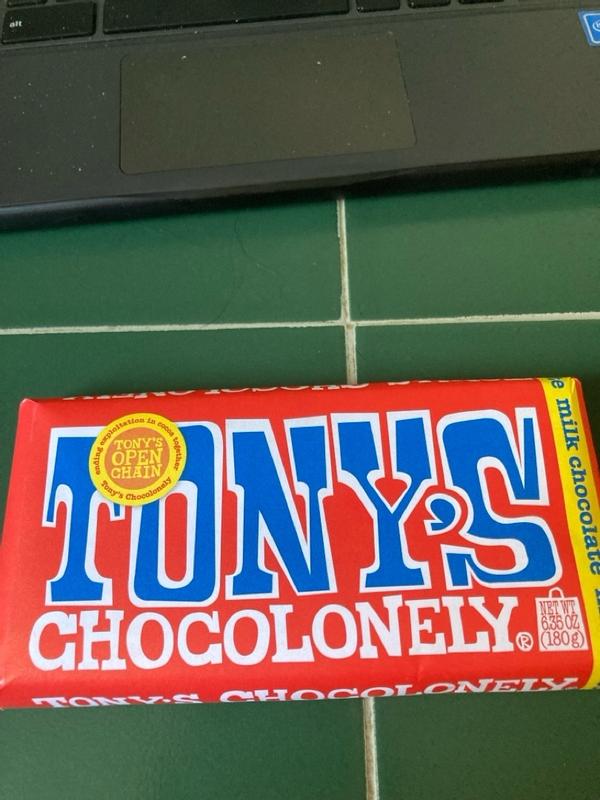 alt
ending exploitation in cocoa together
TONY'S
OPEN
CHAIN
Tony's Chocolonely
TONY'S
CHOCOLONELY®
NET WT
6.35 OZ
(180g)
milk chocolate
TONY'S CHOCOLONELY